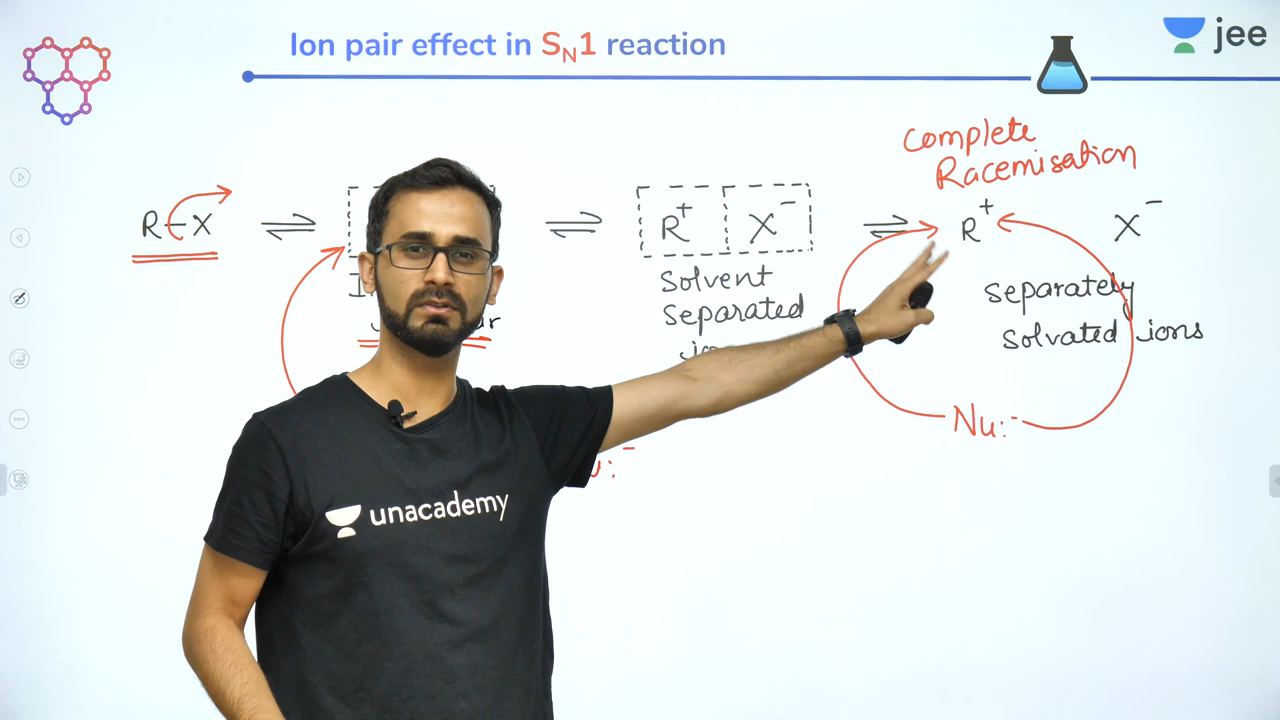 Ion pair effect in SN1 reaction
jee
Complete
Racemisation
R-X ⇌ ⇌ R⁺ X⁻ ⇌ R⁺ X⁻
Solvent
Separated
separately
solvated ions
Nu:⁻
unacademy